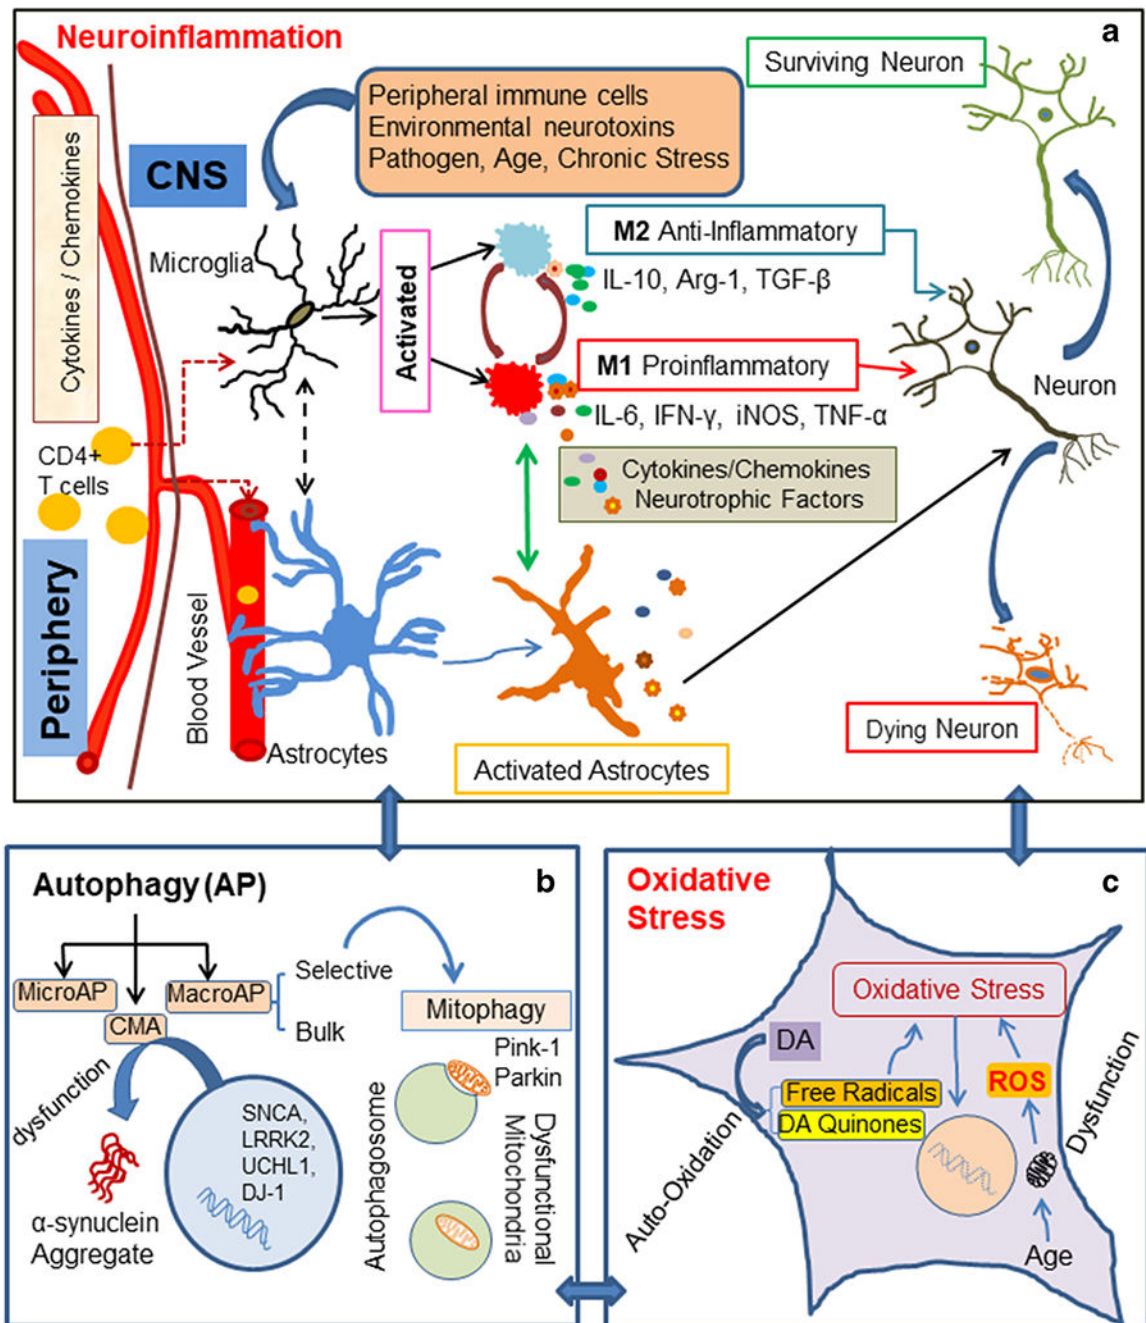 Neuroinflammation
a
Surviving Neuron
Peripheral immune cells
Environmental neurotoxins
Pathogen, Age, Chronic Stress
Cytokines / Chemokines
CNS
Microglia
Activated
M2 Anti-Inflammatory
IL-10, Arg-1, TGF-β
M1 Proinflammatory
IL-6, IFN-γ, iNOS, TNF-α
Neuron
CD4+
T cells
Cytokines/Chemokines
Neurotrophic Factors
Periphery
Blood Vessel
Astrocytes
Activated Astrocytes
Dying Neuron
Autophagy (AP)
b
MicroAP
CMA
MacroAP
Selective
Bulk
Mitophagy
Pink-1
Parkin
dysfunction
SNCA,
LRRK2,
UCHL1,
DJ-1
α-synuclein
Aggregate
Autophagosome
Dysfunctional
Mitochondria
Oxidative
Stress
c
Oxidative Stress
DA
Free Radicals
DA Quinones
ROS
Dysfunction
Auto-Oxidation
Age